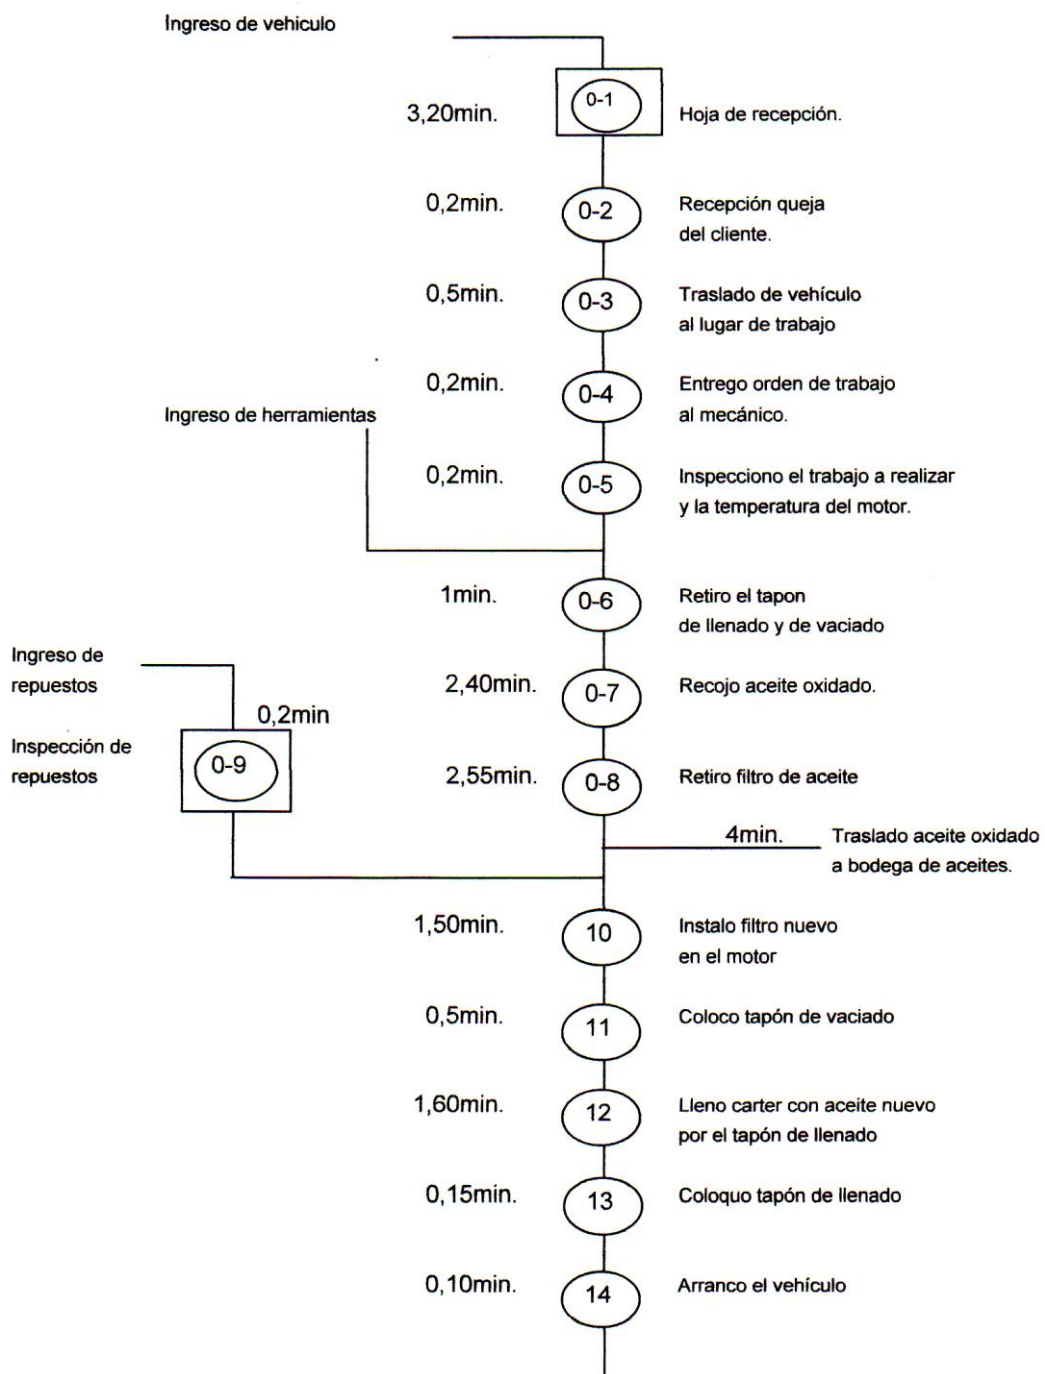 Ingreso de vehiculo
3,20min.
0-1
Hoja de recepción.
0,2min.
0-2
Recepción queja
del cliente.
0,5min.
0-3
Traslado de vehículo
al lugar de trabajo
0,2min.
0-4
Entrego orden de trabajo
al mecánico.
Ingreso de herramientas
0,2min.
0-5
Inspecciono el trabajo a realizar
y la temperatura del motor.
1min.
0-6
Retiro el tapon
de llenado y de vaciado
Ingreso de
repuestos
2,40min.
0-7
Recojo aceite oxidado.
0,2min
Inspección de
repuestos
0-9
2,55min.
0-8
Retiro filtro de aceite
4min.
Traslado aceite oxidado
a bodega de aceites.
1,50min.
10
Instalo filtro nuevo
en el motor
0,5min.
11
Coloco tapón de vaciado
1,60min.
12
Lleno carter con aceite nuevo
por el tapón de llenado
0,15min.
13
Coloquo tapón de llenado
0,10min.
14
Arranco el vehículo